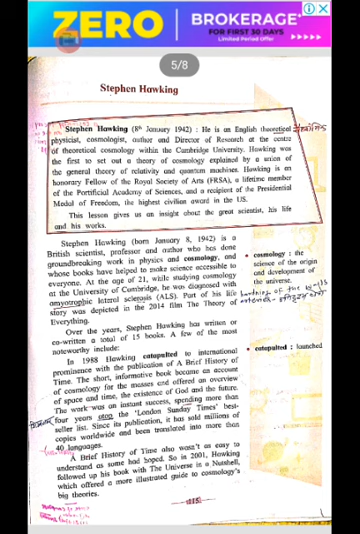 ZERO
BROKERAGE*
FOR FIRST 30 DAYS
Limited Period Offer
5/8
Stephen Hawking
Stephen Hawking (8th January 1942) : He is an English theoretical
physicist, cosmologist, author and Director of Research at the centre
of theoretical cosmology within the Cambridge University. Hawking was
the first to set out a theory of cosmology explained by a union of
the general theory of relativity and quantum machines. Hawking is an
honorary Fellow of the Royal Society of Arts (FRSA), a lifetime member
of the Portificial Academy of Sciences, and a recipient of the Presidential
Medal of Freedom, the highest civilian award in the US.
This lesson gives us an insight about the great scientist, his life
and his works.
Stephen Hawking (born January 8, 1942) is a
British scientist, professor and author who has done
groundbreaking work in physics and cosmology, and
whose books have helped to make science accessible to
everyone. At the age of 21, while studying cosmology
at the University of Cambridge, he was diagnosed with
amyotrophic lateral sclerosis (ALS). Part of his life
story was depicted in the 2014 film The Theory of
Everything.
• cosmology : the
science of the origin
and development of
the universe.
hardening of the
Over the years, Stephen Hawking has written or
co-written a total of 15 books. A few of the most
noteworthy include:
In 1988 Hawking catapulted to international
prominence with the publication of A Brief History of
Time. The short, informative book became an account
of cosmology for the masses and offered an overview
of space and time, the existence of God and the future.
The work was an instant success, spending more than
four years atop the 'London Sunday Times' best-
seller list. Since its publication, it has sold millions of
copies worldwide and been translated into more than
40 languages.
• catapulted : launched
A Brief History of Time also wasn't as easy to
understand as some had hoped. So in 2001, Hawking
followed up his book with The Universe in a Nutshell,
which offered a more illustrated guide to cosmology's
big theories.